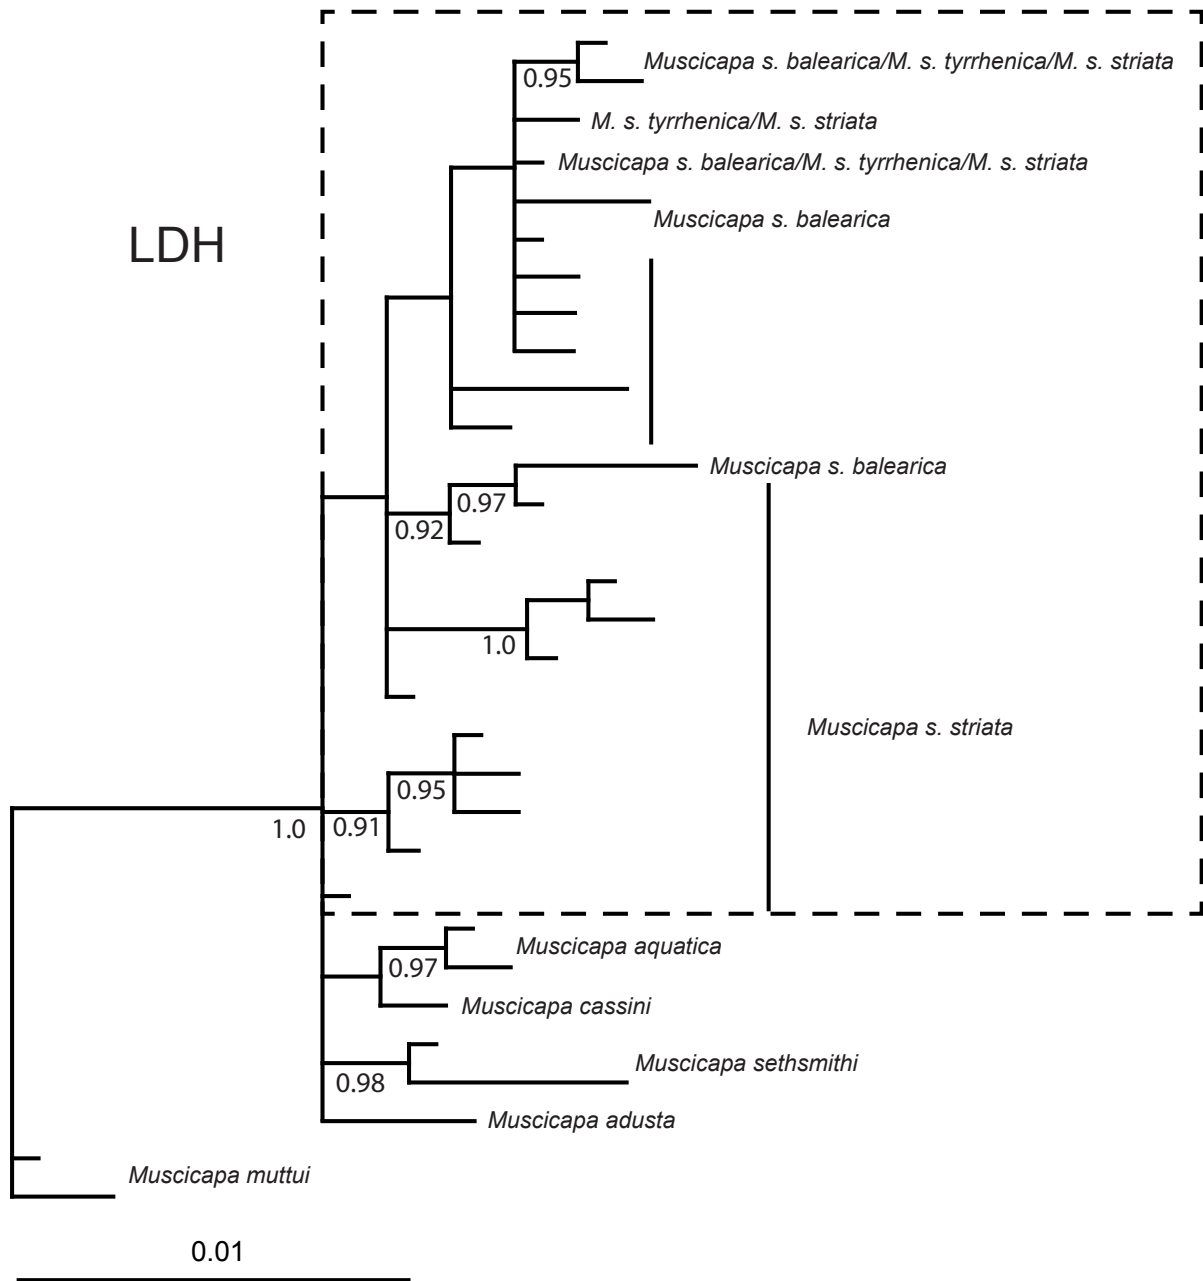 Muscicapa s. balearica/M. s. tyrrhenica/M. s. striata
0.95
M. s. tyrrhenica/M. s. striata
Muscicapa s. balearica/M. s. tyrrhenica/M. s. striata
Muscicapa s. balearica
LDH
Muscicapa s. balearica
0.97
0.92
1.0
Muscicapa s. striata
0.95
1.0
0.91
Muscicapa aquatica
0.97
Muscicapa cassini
Muscicapa sethsmithi
0.98
Muscicapa adusta
Muscicapa muttui
0.01